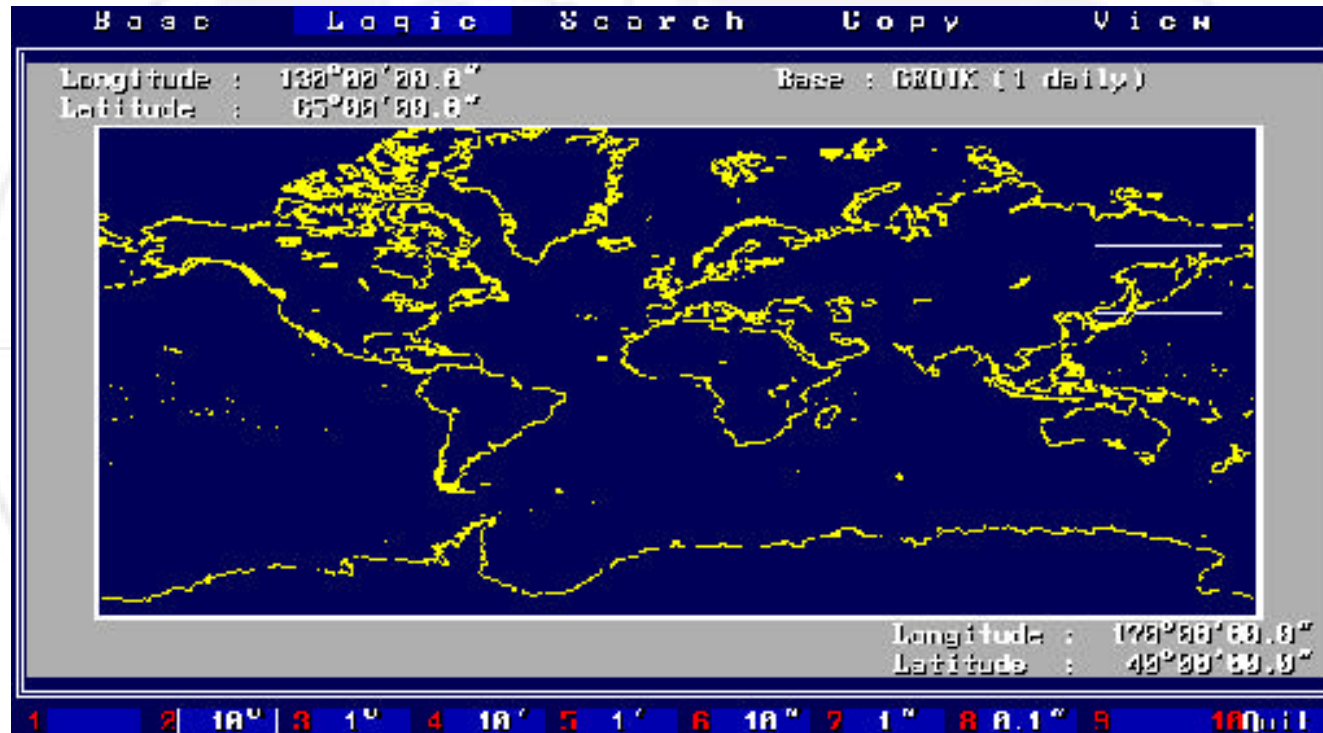 Base Logic Search Copy View
Longitude : 130°00'00.0" Base : GEOIK (1 daily)
Latitude : 65°00'00.0"
Longitude : 170°00'00.0"
Latitude : 40°00'00.0"
1 2 10° 3 1° 4 10' 5 1' 6 10" 7 1" 8 0.1" 9 10Quit